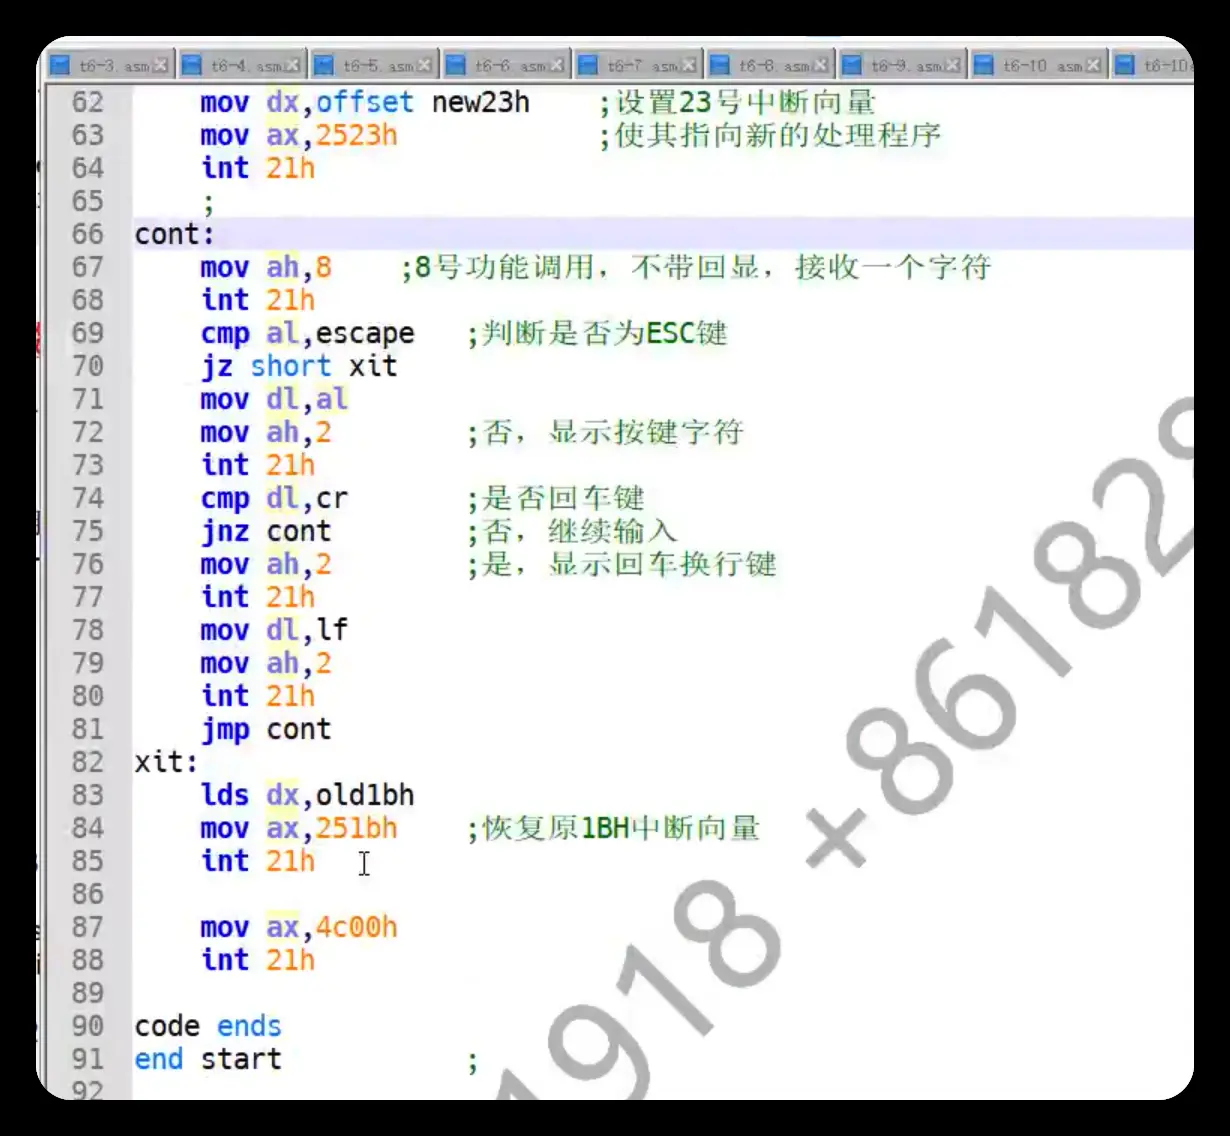 t6-3.asm t6-4.asm t6-5.asm t6-6.asm t6-7.asm t6-8.asm t6-9.asm t6-10.asm t6-10
62 mov dx,offset new23h ;设置23号中断向量
63 mov ax,2523h ;使其指向新的处理程序
64 int 21h
65 ;
66 cont:
67 mov ah,8 ;8号功能调用，不带回显，接收一个字符
68 int 21h
69 cmp al,escape ;判断是否为ESC键
70 jz short xit
71 mov dl,al
72 mov ah,2 ;否，显示按键字符
73 int 21h
74 cmp dl,cr ;是否回车键
75 jnz cont ;否，继续输入
76 mov ah,2 ;是，显示回车换行键
77 int 21h
78 mov dl,lf
79 mov ah,2
80 int 21h
81 jmp cont
82 xit:
83 lds dx,old1bh
84 mov ax,251bh ;恢复原1BH中断向量
85 int 21h
86
87 mov ax,4c00h
88 int 21h
89
90 code ends
91 end start ;
92
1918 +861828